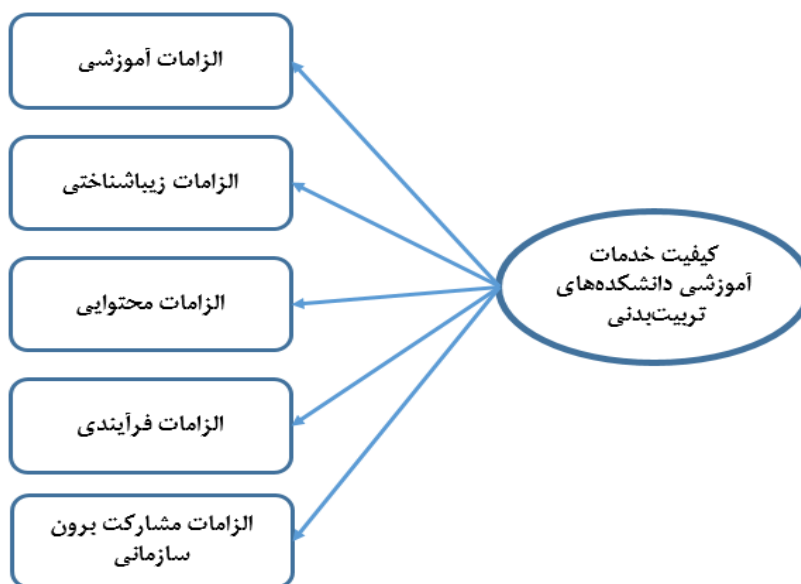 کیفیت خدمات
آموزشی دانشکده‌های
تربیت‌بدنی
الزامات آموزشی
الزامات زیباشناختی
الزامات محتوایی
الزامات فرآیندی
الزامات مشارکت برون
سازمانی